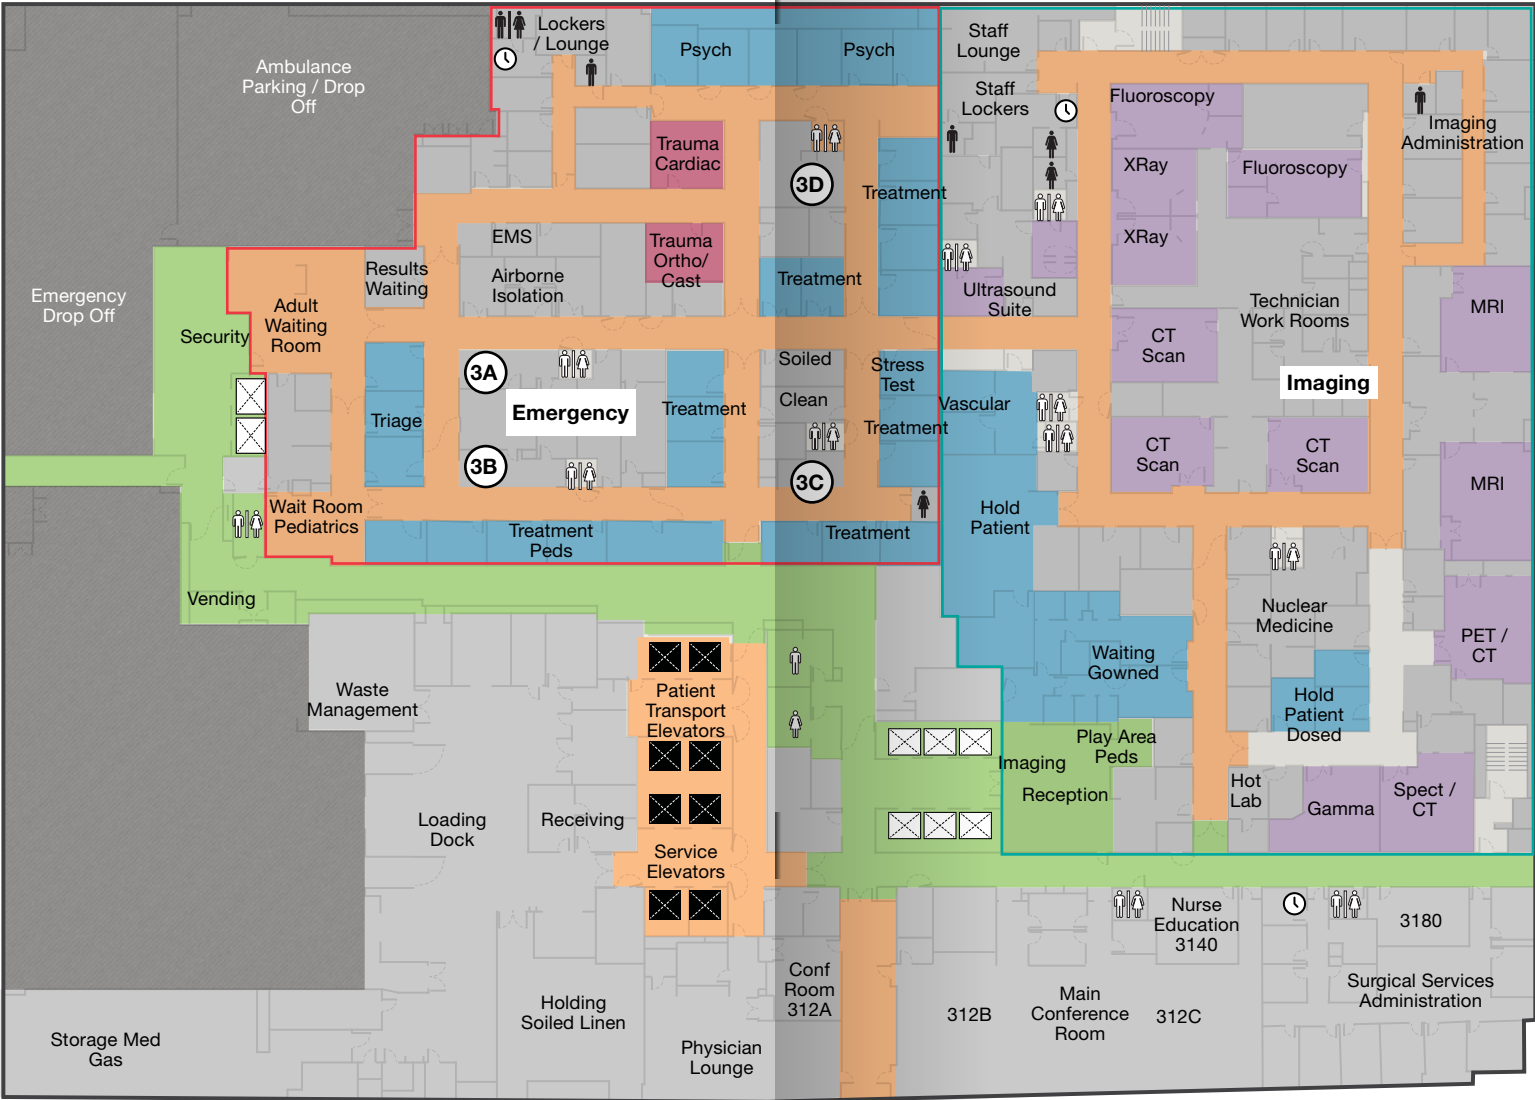 Lockers
/ Lounge
Psych
Psych
Staff
Lounge
Ambulance
Parking / Drop
Off
Staff
Lockers
Fluoroscopy
Imaging
Administration
Trauma
Cardiac
3D
Treatment
XRay
Fluoroscopy
EMS
Trauma
Ortho/
Cast
XRay
Results
Waiting
Airborne
Isolation
Treatment
Ultrasound
Suite
Technician
Work Rooms
MRI
Emergency
Drop Off
Security
Adult
Waiting
Room
CT
Scan
3A
Soiled
Stress
Test
Imaging
Clean
Vascular
Triage
Emergency
Treatment
Treatment
3B
3C
CT
Scan
CT
Scan
MRI
Wait Room
Pediatrics
Hold
Patient
Treatment
Peds
Treatment
Vending
Nuclear
Medicine
PET /
CT
Waiting
Gowned
Waste
Management
Patient
Transport
Elevators
Hold
Patient
Dosed
Play Area
Peds
Imaging
Reception
Hot
Lab
Gamma
Spect /
CT
Loading
Dock
Receiving
Service
Elevators
Nurse
Education
3140
3180
Conf
Room
312A
312B
Main
Conference
Room
312C
Surgical Services
Administration
Holding
Soiled Linen
Storage Med
Gas
Physician
Lounge